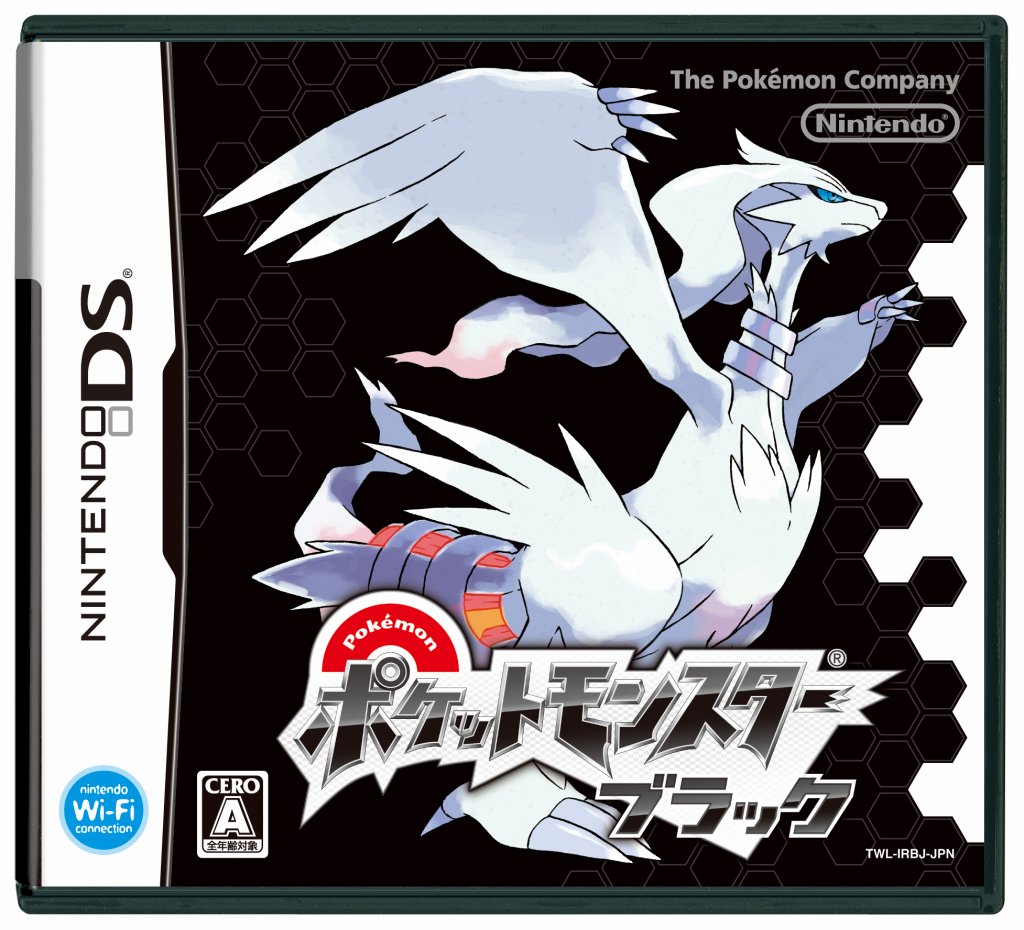 The Pokémon Company
Nintendo®
NINTENDO DS®
Pokémon
ポケットモンスター®
ブラック
nintendo
Wi-Fi
connection
CERO
A
全年齢対象
TWL-IRBJ-JPN